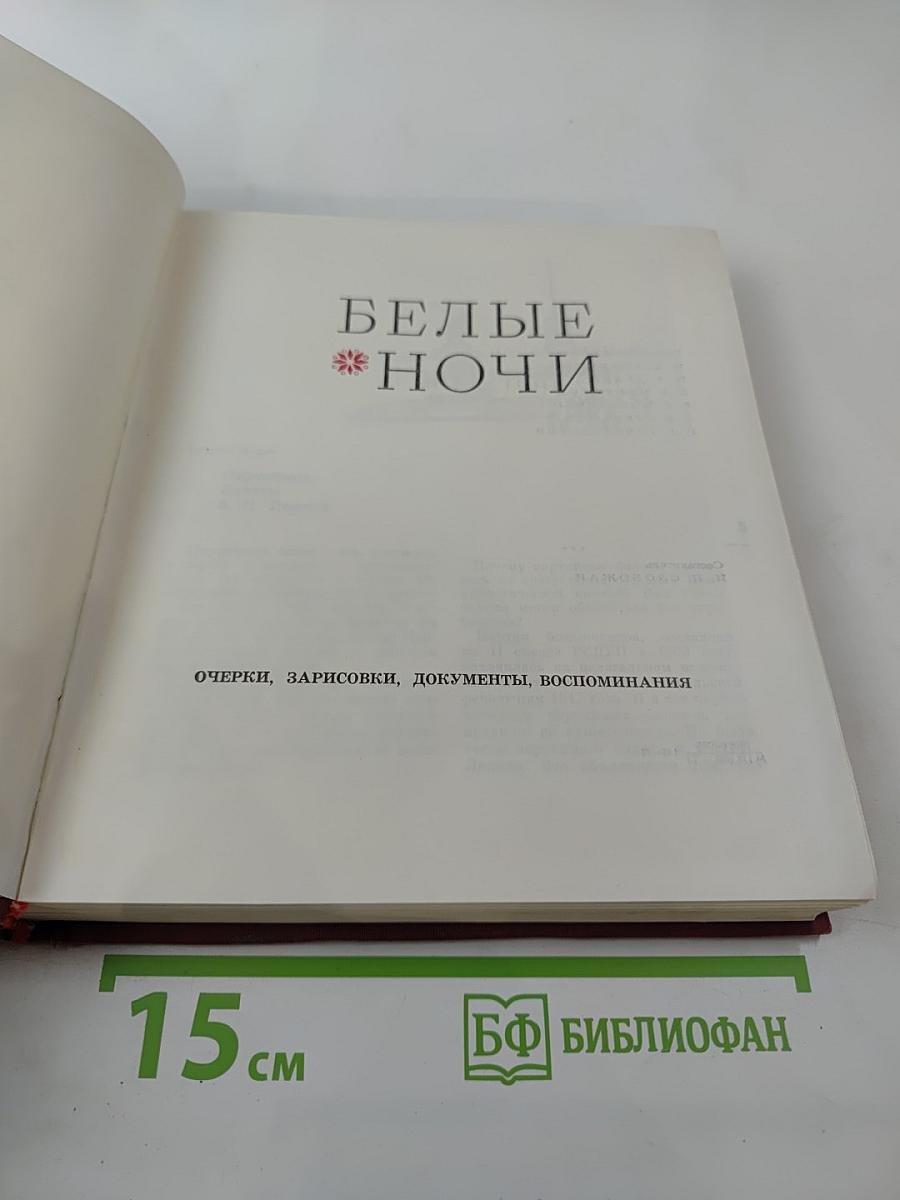 БЕЛЫЕ
НОЧИ
ОЧЕРКИ, ЗАРИСОВКИ, ДОКУМЕНТЫ, ВОСПОМИНАНИЯ
15 см
БФ БИБЛИОФАН